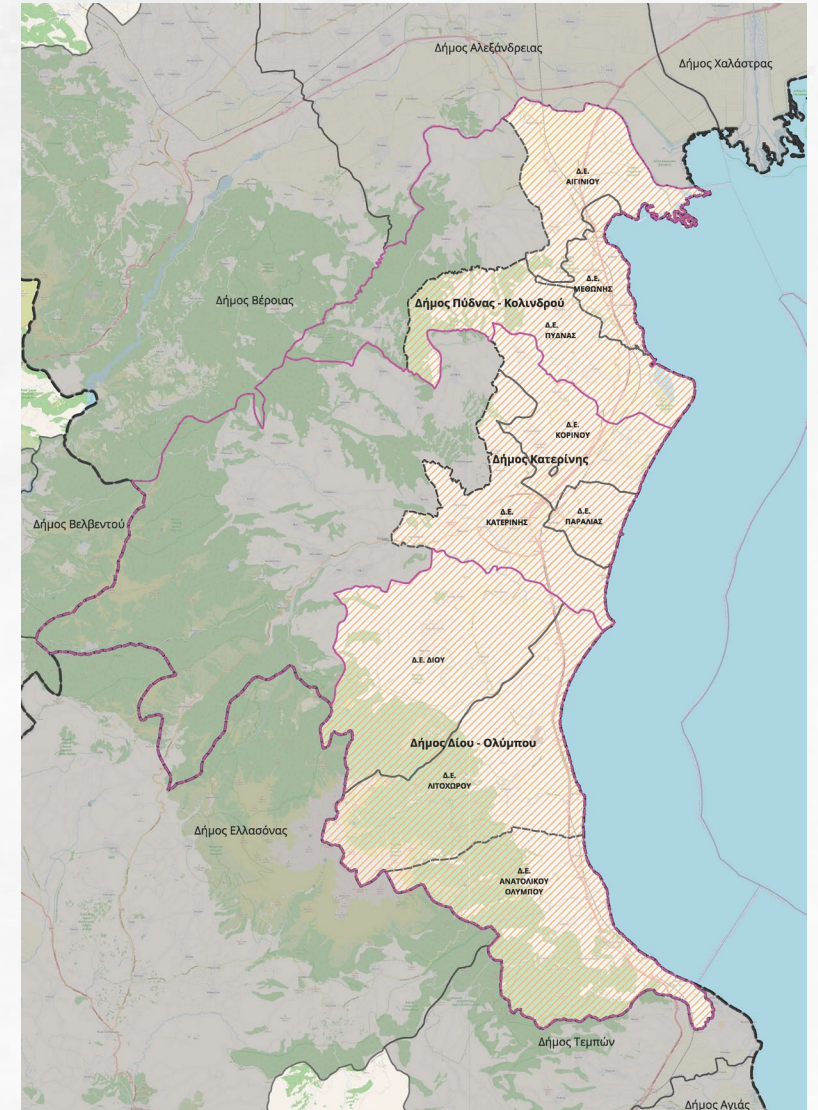 Δήμος Αλεξάνδρειας
Δήμος Χαλάστρας
Δ.Ε.
ΑΙΓΙΝΙΟΥ
Δήμος Βέροιας
Δ.Ε.
ΜΕΘΩΝΗΣ
Δήμος Πύδνας - Κολινδρού
Δ.Ε.
ΠΥΔΝΑΣ
Δ.Ε.
ΚΟΡΙΝΟΥ
Δήμος Κατερίνης
Δήμος Βελβεντού
Δ.Ε.
ΚΑΤΕΡΙΝΗΣ
Δ.Ε.
ΠΑΡΑΛΙΑΣ
Δ.Ε. ΔΙΟΥ
Δήμος Δίου - Ολύμπου
Δ.Ε.
ΛΙΤΟΧΩΡΟΥ
Δήμος Ελλασόνας
Δ.Ε.
ΑΝΑΤΟΛΙΚΟΥ
ΟΛΥΜΠΟΥ
Δήμος Τεμπών
Δήμος Αγιάς